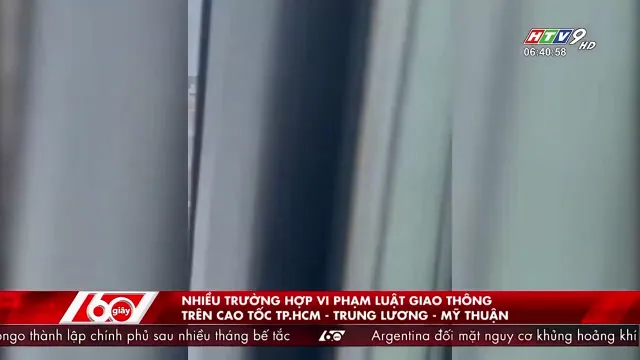 HTV9 HD
06:40:58
60 giây
NHIỀU TRƯỜNG HỢP VI PHẠM LUẬT GIAO THÔNG
TRÊN CAO TỐC TP.HCM - TRUNG LƯƠNG - MỸ THUẬN
ongo thành lập chính phủ sau nhiều tháng bế tắc 60 Argentina đối mặt nguy cơ khủng hoảng khi